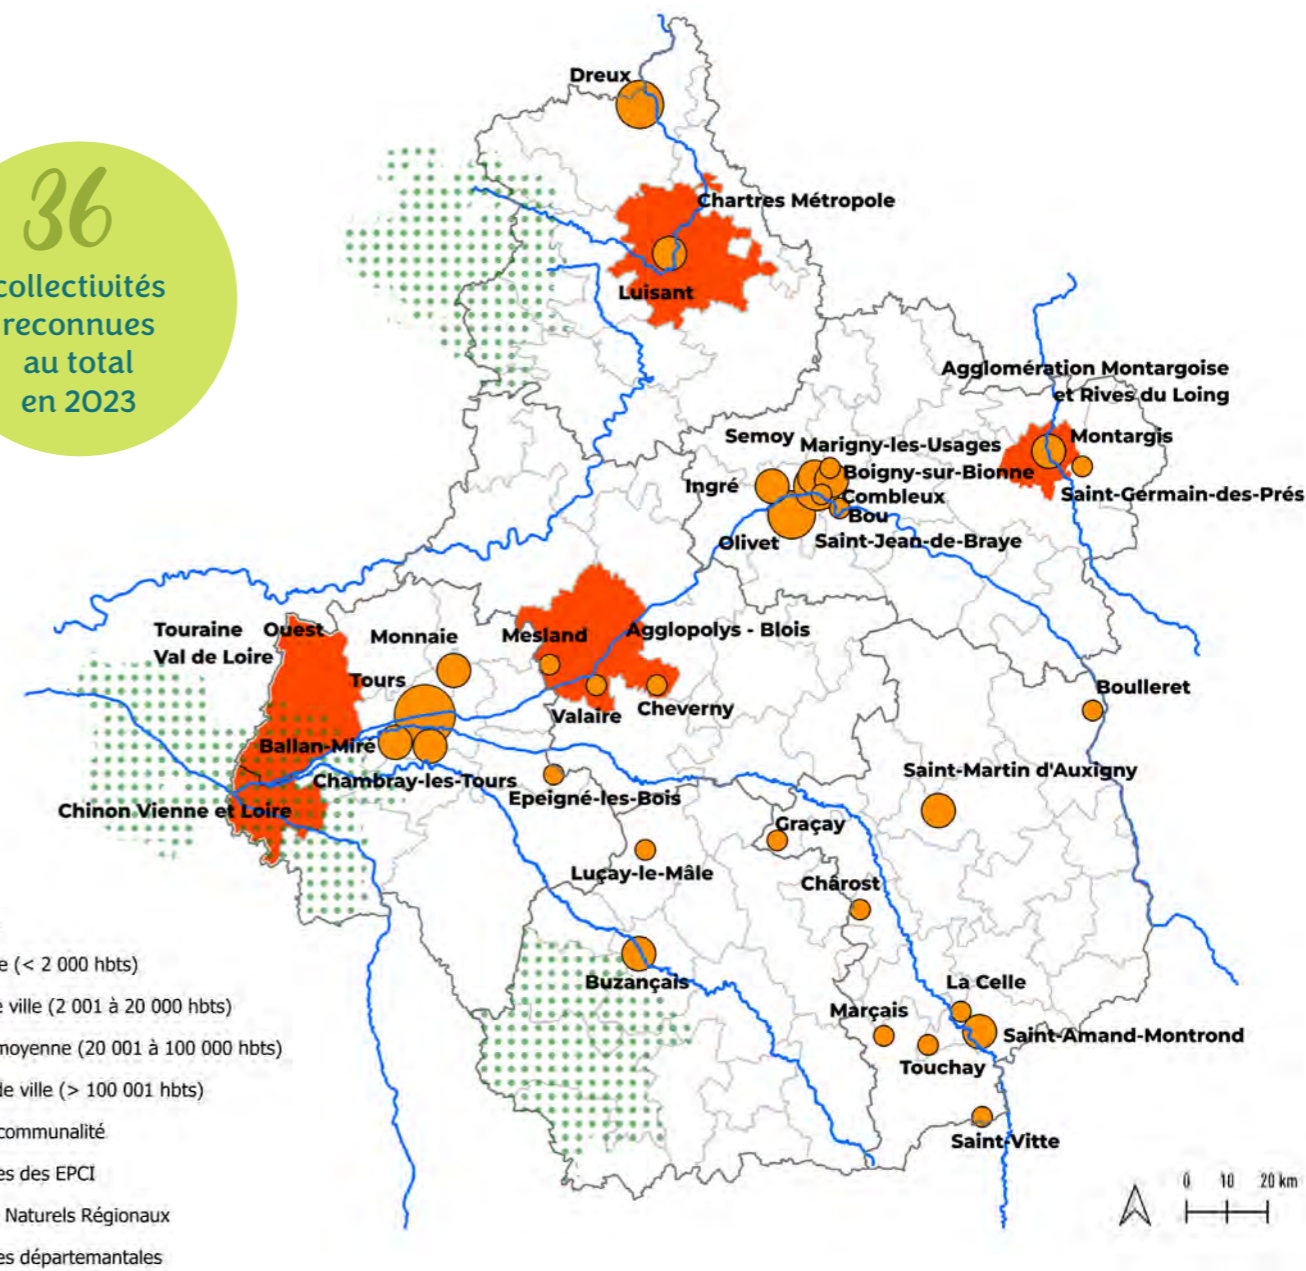 36
collectivités
reconnues
au total
en 2023
Dreux
Chartres Métropole
Luisant
Agglomération Montargoise
et Rives du Loing
Semoy
Marigny-les-Usages
Montargis
Boigny-sur-Bionne
Ingré
Combleux
Saint-Germain-des-Prés
Bou
Olivet
Saint-Jean-de-Braye
Touraine Ouest
Val de Loire
Monnaie
Mesland
Agglopolys - Blois
Tours
Valaire
Cheverny
Boulleret
Ballan-Miré
Chambray-les-Tours
Epeigné-les-Bois
Saint-Martin d'Auxigny
Chinon Vienne et Loire
Graçay
Luçay-le-Mâle
Chârost
Buzançais
La Celle
Marçais
Saint-Amand-Montrond
Touchay
Saint-Vitte
(< 2 000 hbts)
ville (2 001 à 20 000 hbts)
moyenne (20 001 à 100 000 hbts)
ville (> 100 001 hbts)
des EPCI
Naturels Régionaux
départemantales
0 10 20 km